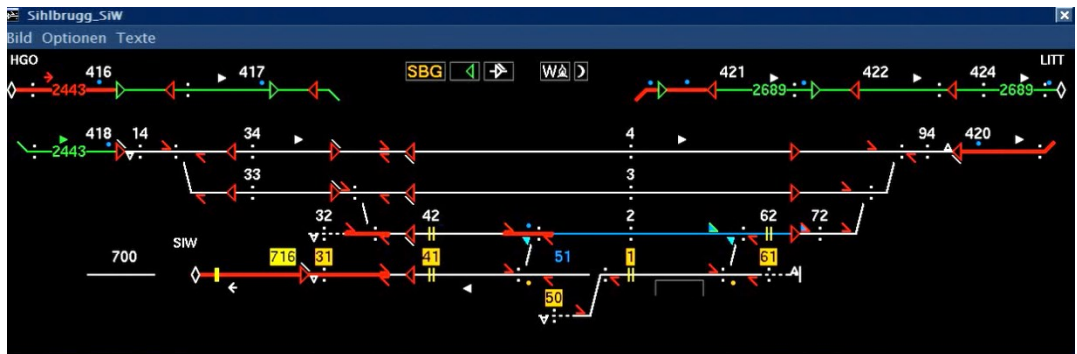 Sihlbrugg_SiW
Bild Optionen Texte
HGO LITT
416 417 SBG W 421 422 424
2443 2689 2689
418 14 34 4 94 420
2443
33 3
32 42 2 62 72
SIW
700 716 31 41 51 1 61
50